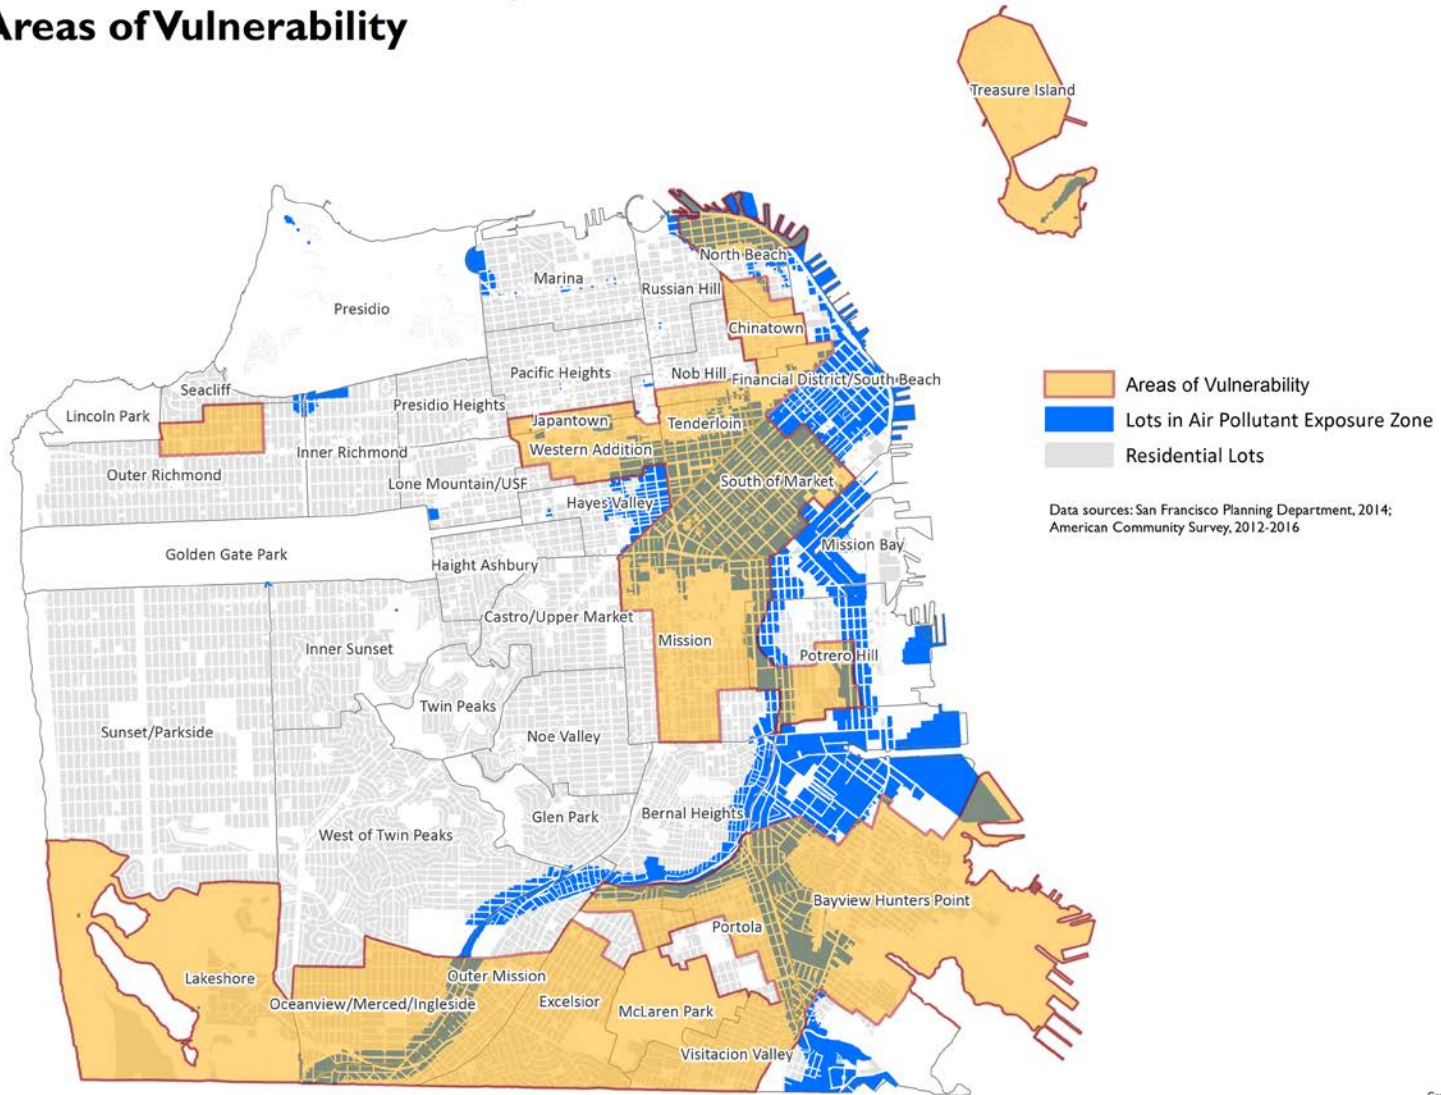 Areas of Vulnerability
Treasure Island
North Beach
Marina
Russian Hill
Presidio
Chinatown
Pacific Heights
Nob Hill
Financial District/South Beach
Seacliff
Presidio Heights
Lincoln Park
Japantown
Tenderloin
Western Addition
Inner Richmond
Outer Richmond
Lone Mountain/USF
South of Market
Hayes Valley
Mission Bay
Golden Gate Park
Haight Ashbury
Castro/Upper Market
Mission
Inner Sunset
Potrero Hill
Twin Peaks
Sunset/Parkside
Noe Valley
Glen Park
Bernal Heights
West of Twin Peaks
Bayview Hunters Point
Portola
Lakeshore
Outer Mission
Oceanview/Merced/Ingleside
Excelsior
McLaren Park
Visitacion Valley
Areas of Vulnerability
Lots in Air Pollutant Exposure Zone
Residential Lots
Data sources: San Francisco Planning Department, 2014;
American Community Survey, 2012-2016